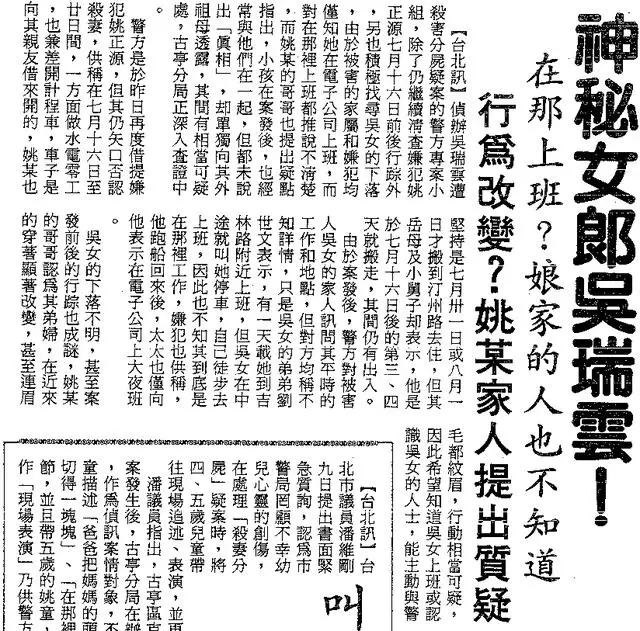 神秘女郎吳瑞雲!
在那上班?娘家的人也不知道
行為改變?姚某家人提出質疑
【台北訊】偵辦吳瑞雲遭
殺害分屍疑案的警方專案小
組,除了仍繼續清查嫌犯姚
正源七月十六日前後行踪外
,另也積極找尋吳女的下落
,由於被害的家屬和嫌犯均
僅知她在電子公司上班,而
對在那裡上班都推說不清楚
,而姚某的哥哥也提出疑點
指出,小孩在案發後,也經
常與他們在一起,但都未說
出「眞相」,却單獨向其外
祖母透露,其間有相當可疑
處,古亭分局正深入查證中
。
警方是於昨日再度借提嫌
犯姚正源,但其仍矢口否認
殺妻,供稱在七月十六日至
廿日間,一方面做水電零工
,也兼差開計程車,車子是
向其親友借來開的,姚某也
堅持是七月卅一日或八月一
日才搬到汀州路去住,但其
岳母及小舅子却表示,他是
於七月十六日後的第三、四
天就搬走,其間仍有出入。
由於案發後,警方對被害
人吳女的家人訊問其平時的
工作和地點,但對方均稱不
知詳情,只是吳女的弟弟劉
世文表示,有一天載她到吉
林路附近上班,但吳女在中
途就叫她停車,自己徒步去
上班,因此也不知其到底是
在那裡工作,嫌犯也供稱,
他跑船回來後,太太也僅向
他表示在電子公司上大夜班
。
吳女的下落不明,甚至案
發前後的行踪也成謎,姚某
的哥哥認為其弟婦,在近來
的穿著顯著改變,甚至連眉
毛都紋眉,行動相當可疑,
因此希望知道吳女上班或認
識吳女的人士,能主動與警
叫
【台北訊】台
北市議員潘維剛
九日提出書面緊
急質詢,認為市
警局罔顧不幸幼
兒心靈的創傷,
在處理「殺妻分
屍」疑案時,將
四、五歲兒童帶
往現場追述、表演,並再
潘議員指出,古亭區克
案發生後,古亭分局在辦
,作為偵訊案情對象,不
童描述「爸爸把媽媽的頭
切得一塊塊」、「在那裡
節,並且帶五歲的姚童,
作「現場表演」乃供警方